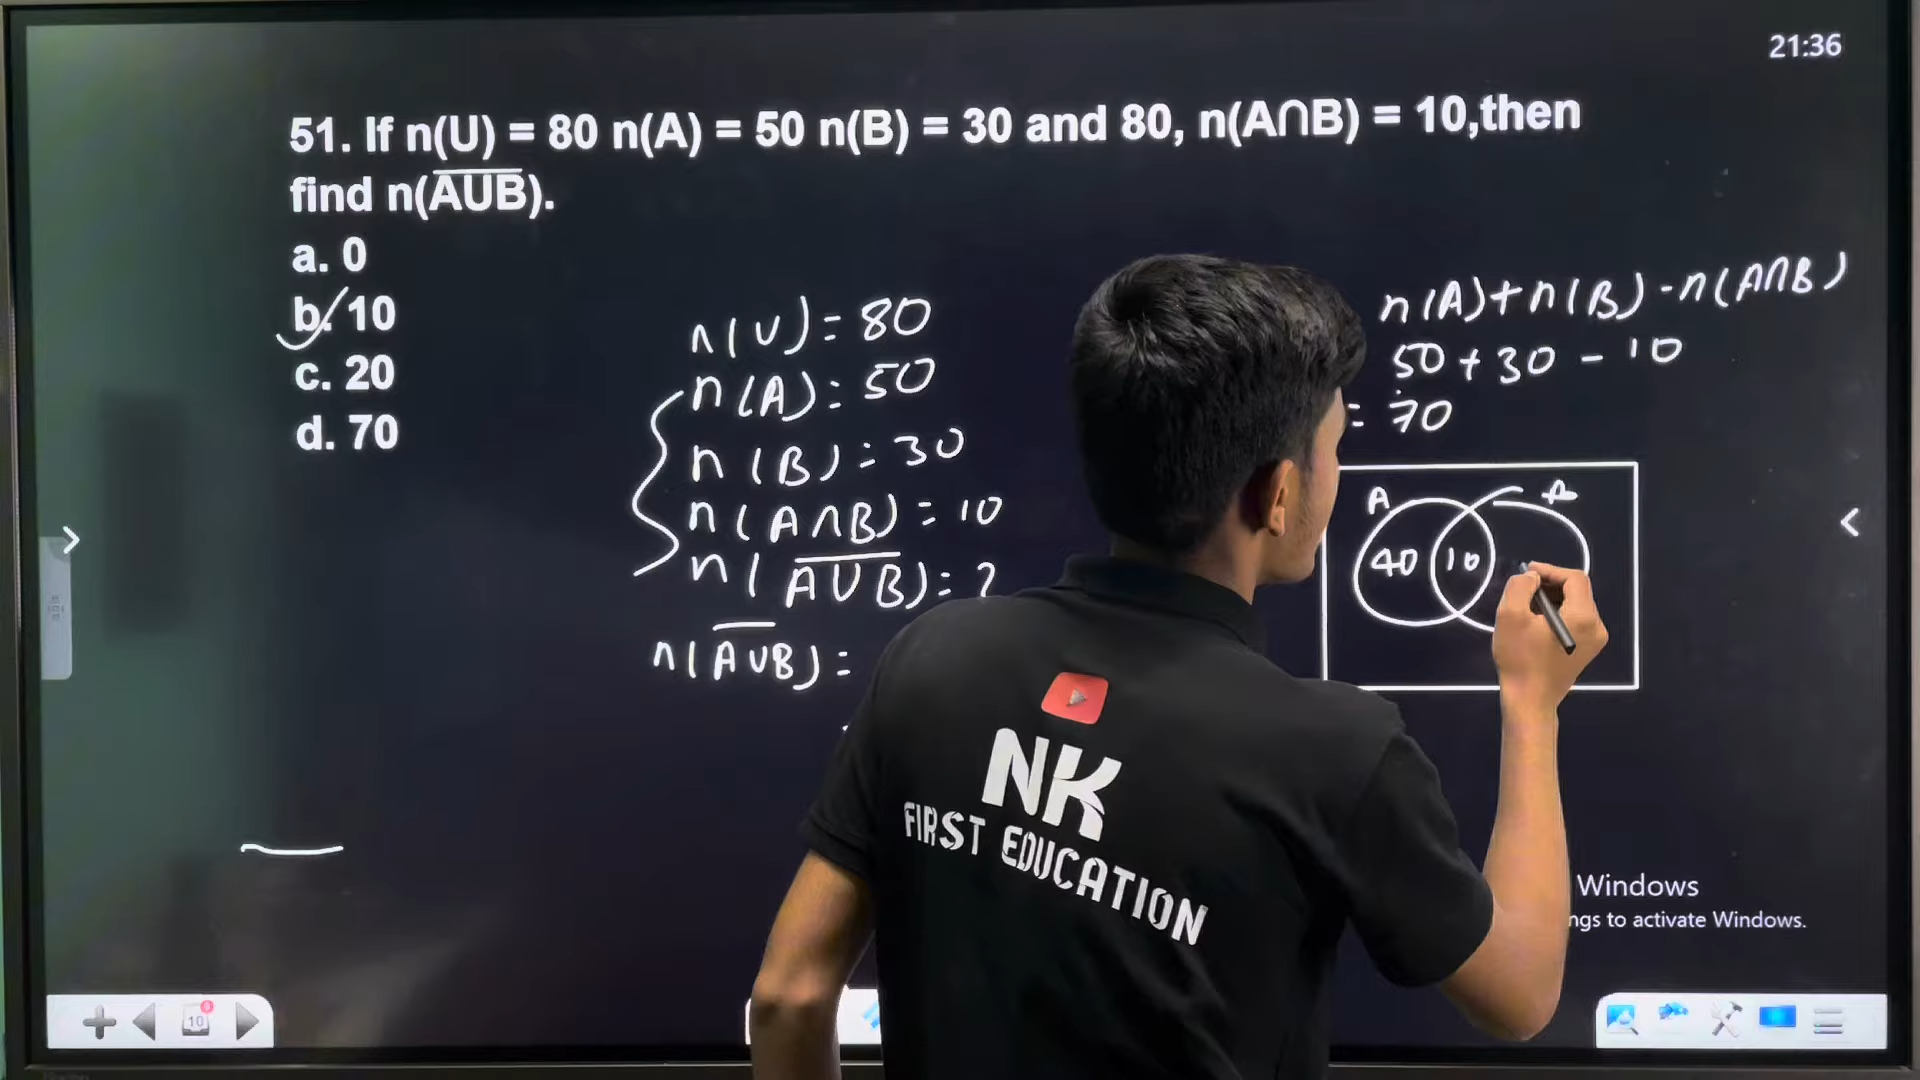 21:36
51. If n(U) = 80 n(A) = 50 n(B) = 30 and 80, n(A∩B) = 10,then
find n(A̅U̅B̅).
a. 0
b. 10
c. 20
d. 70
n(U) = 80
n(A) = 50
n(B) = 30
n(A∩B) = 10
n(A̅U̅B̅) = ?
n(A̅U̅B) =
n(A)+n(B)-n(A∩B)
50+30-10
= 70
A
40 10
NK
FIRST EDUCATION
Windows
ngs to activate Windows.
10